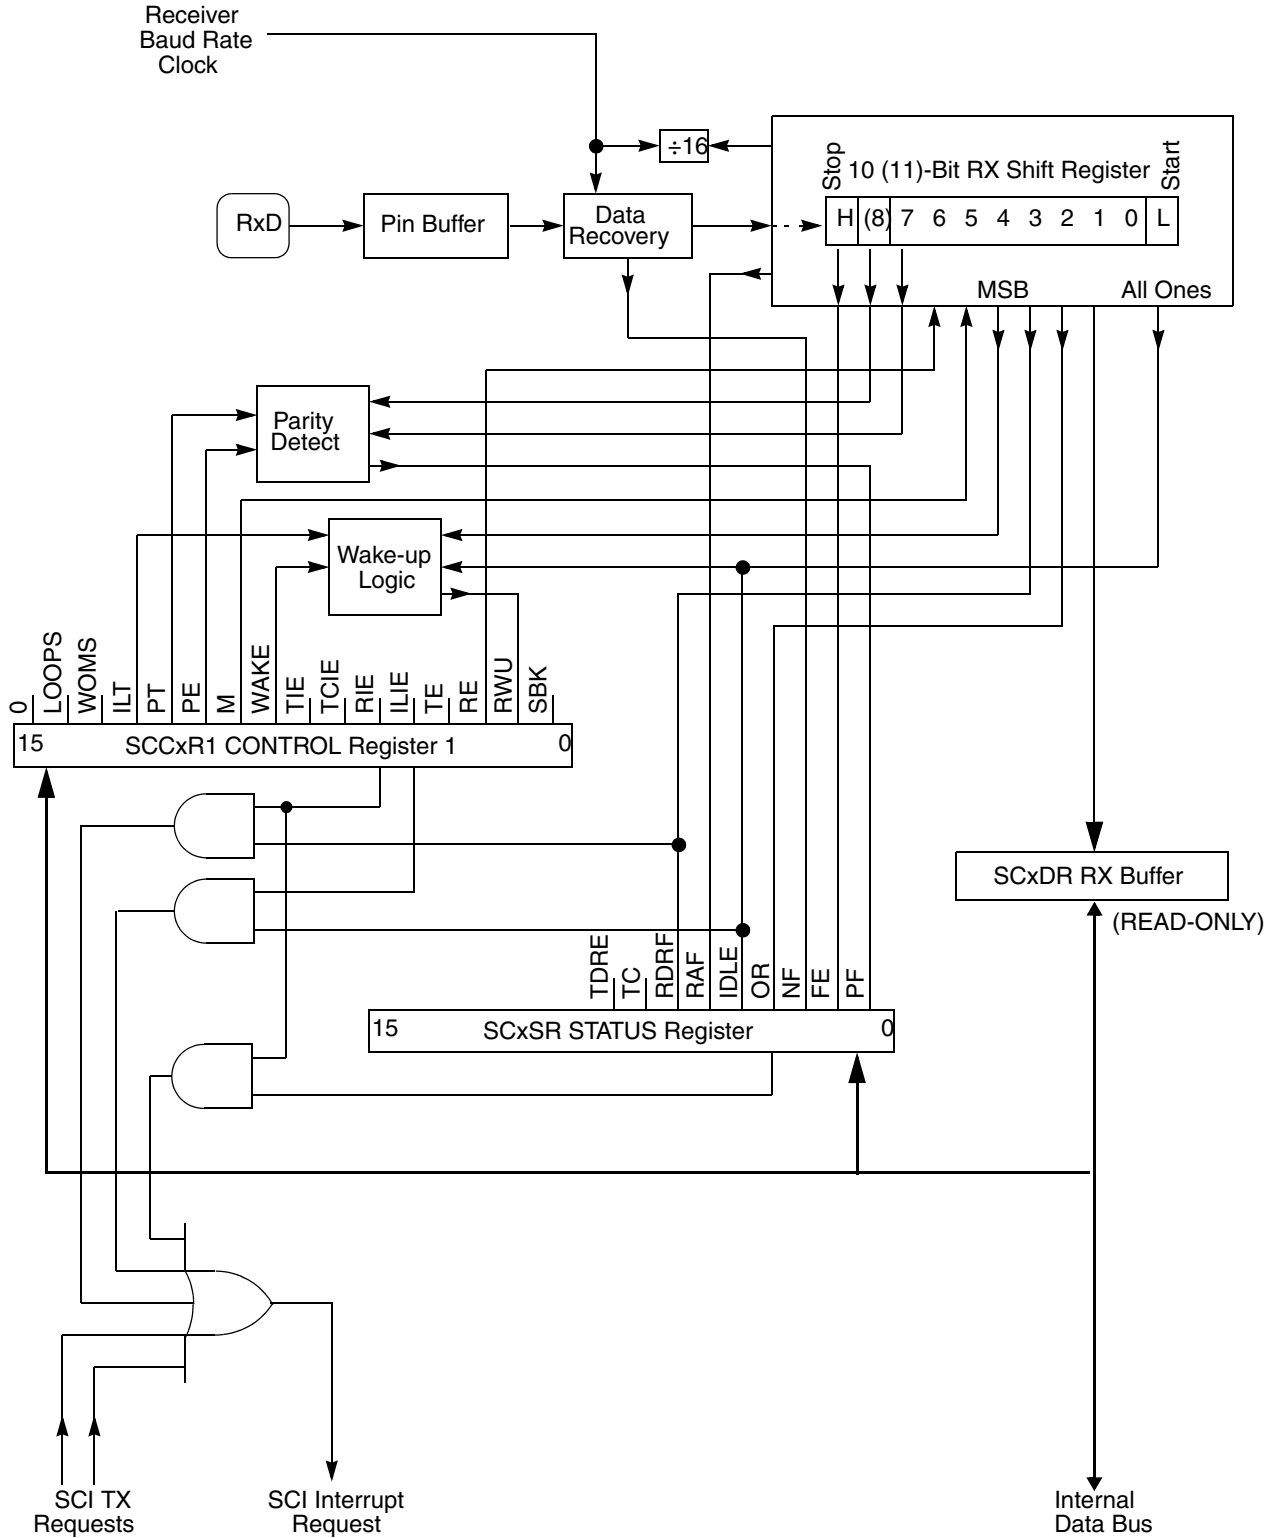 Receiver
Baud Rate
Clock
÷16
Stop
10 (11)-Bit RX Shift Register
Start
RxD
Pin Buffer
Data
Recovery
H (8) 7 6 5 4 3 2 1 0 L
MSB
All Ones
Parity
Detect
Wake-up
Logic
0
LOOPS
WOMS
ILT
PT
PE
M
WAKE
TIE
TCIE
RIE
ILIE
TE
RE
RWU
SBK
15 SCCxR1 CONTROL Register 1 0
SCxDR RX Buffer
(READ-ONLY)
TDRE
TC
RDRF
RAF
IDLE
OR
NF
FE
PF
15 SCxSR STATUS Register 0
SCI TX
Requests
SCI Interrupt
Request
Internal
Data Bus